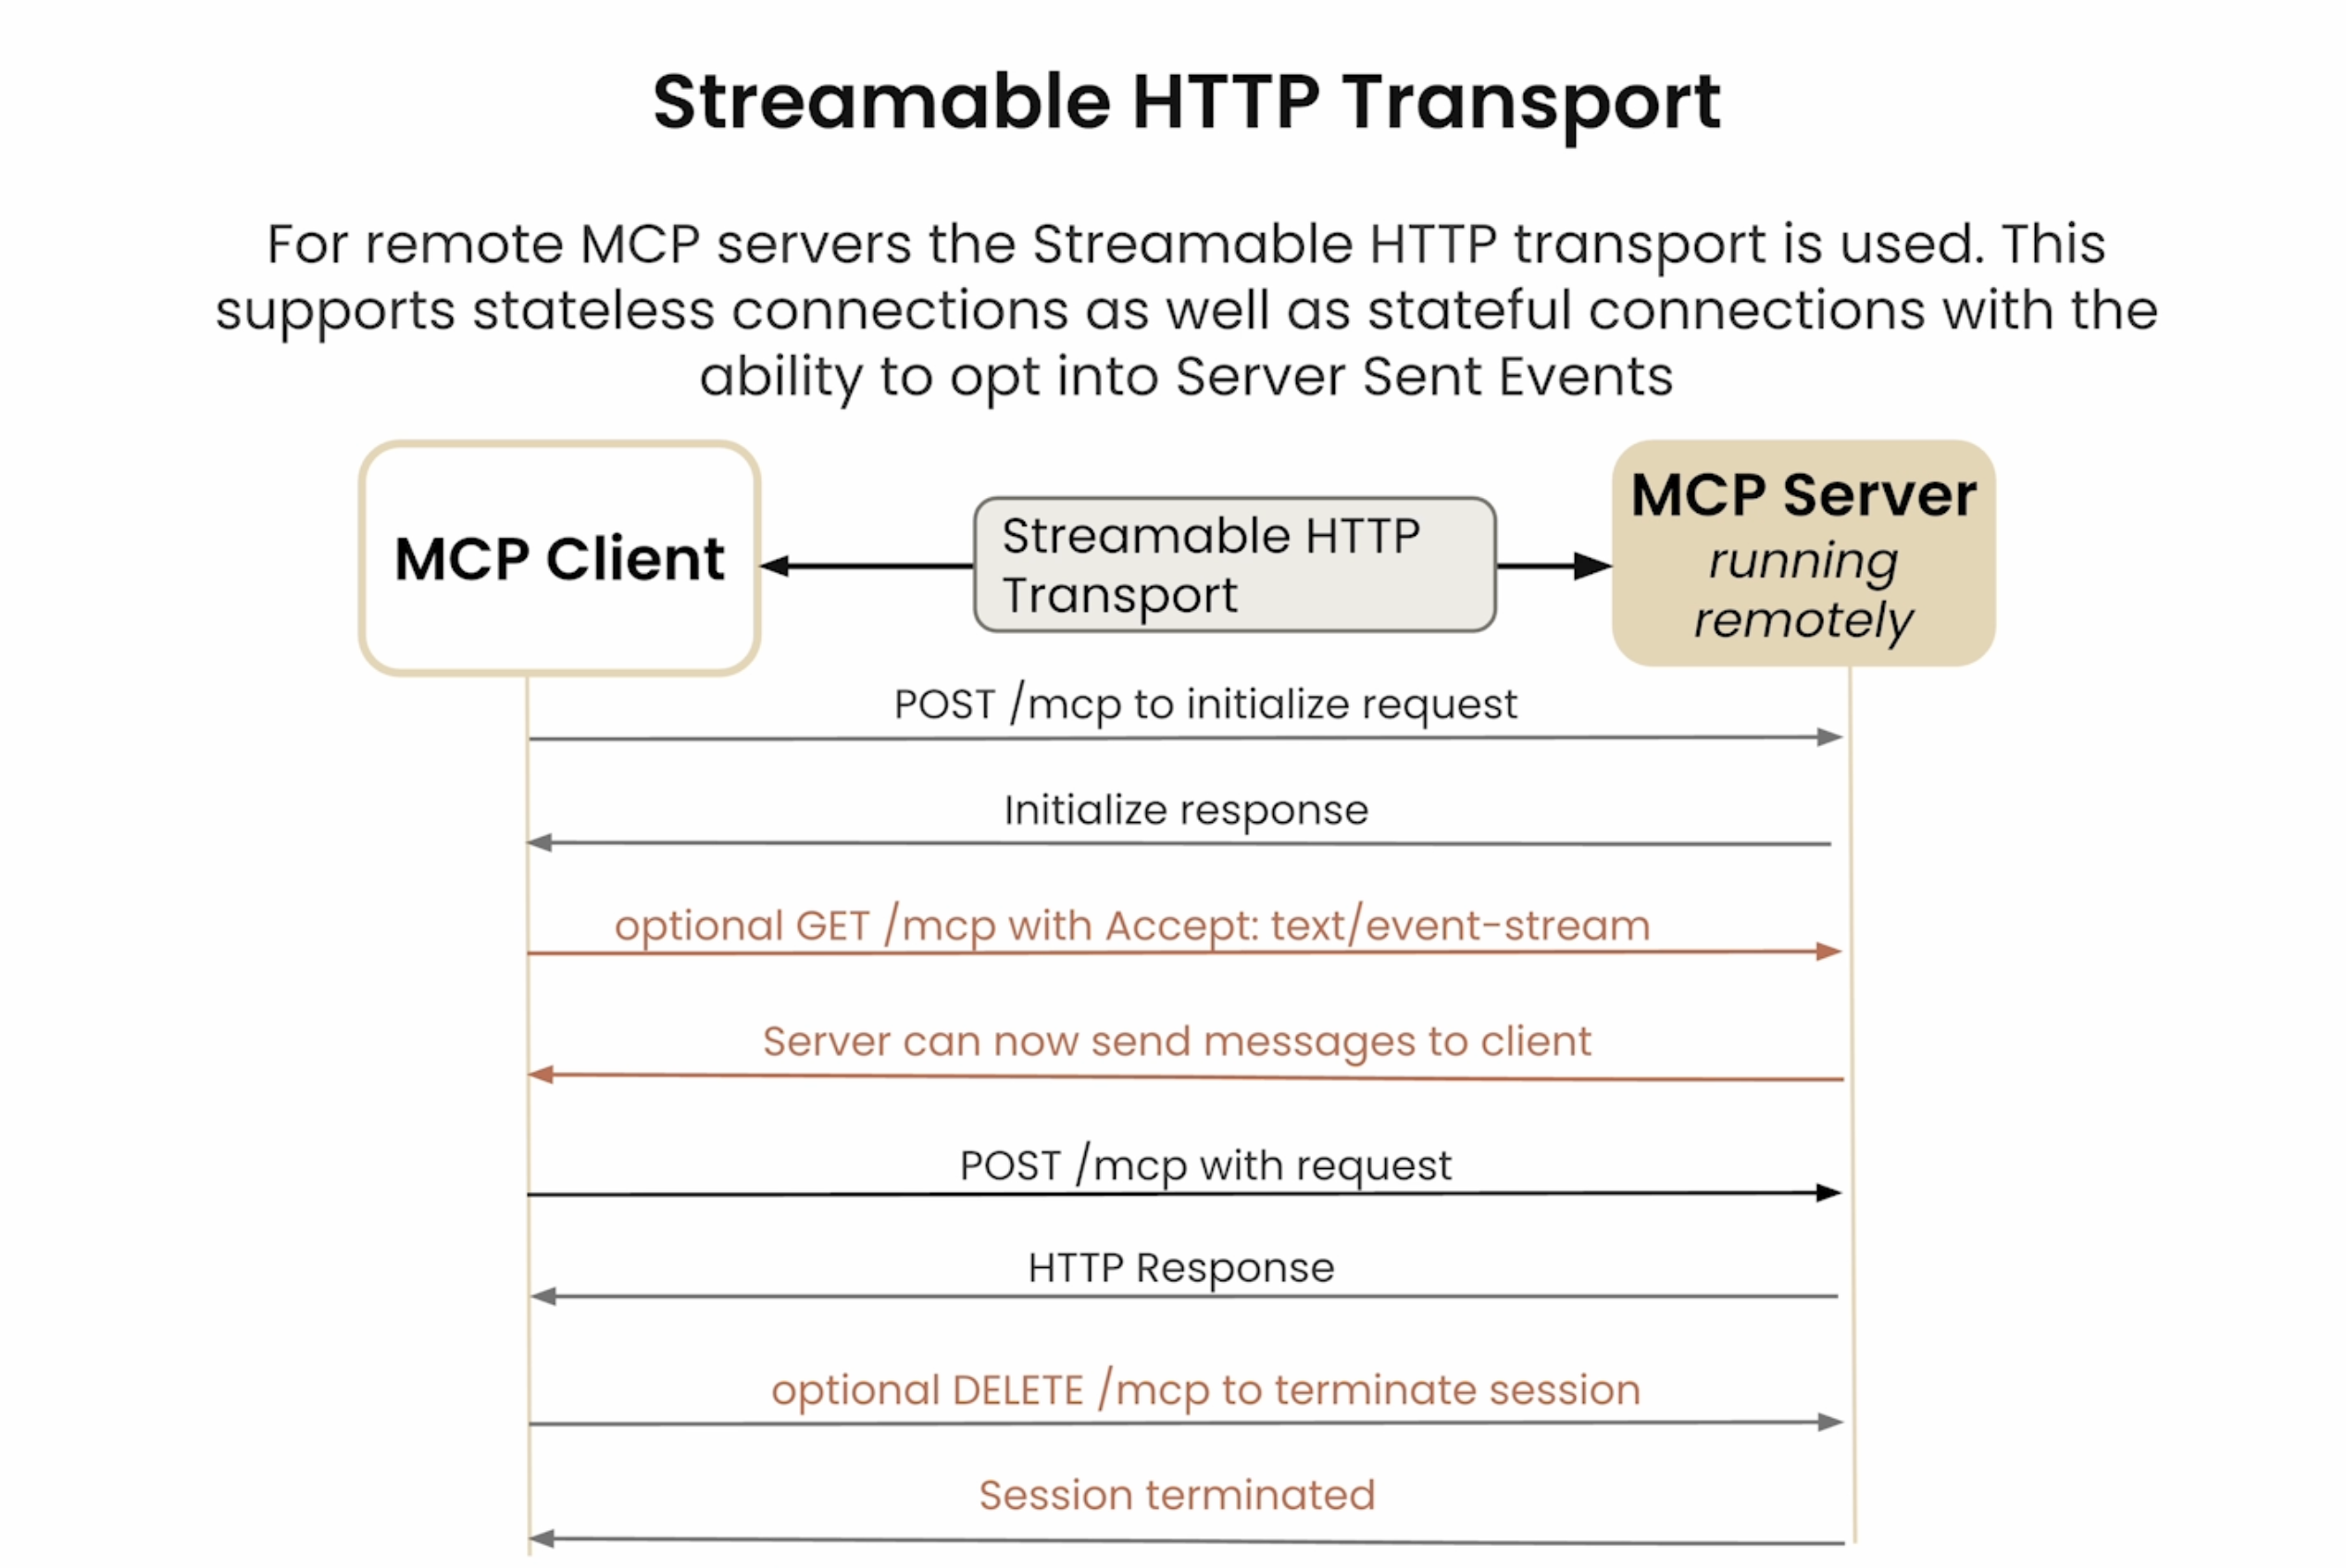 Streamable HTTP Transport
For remote MCP servers the Streamable HTTP transport is used. This
supports stateless connections as well as stateful connections with the
ability to opt into Server Sent Events
MCP Client
Streamable HTTP
Transport
MCP Server
running
remotely
POST /mcp to initialize request
Initialize response
optional GET /mcp with Accept: text/event-stream
Server can now send messages to client
POST /mcp with request
HTTP Response
optional DELETE /mcp to terminate session
Session terminated